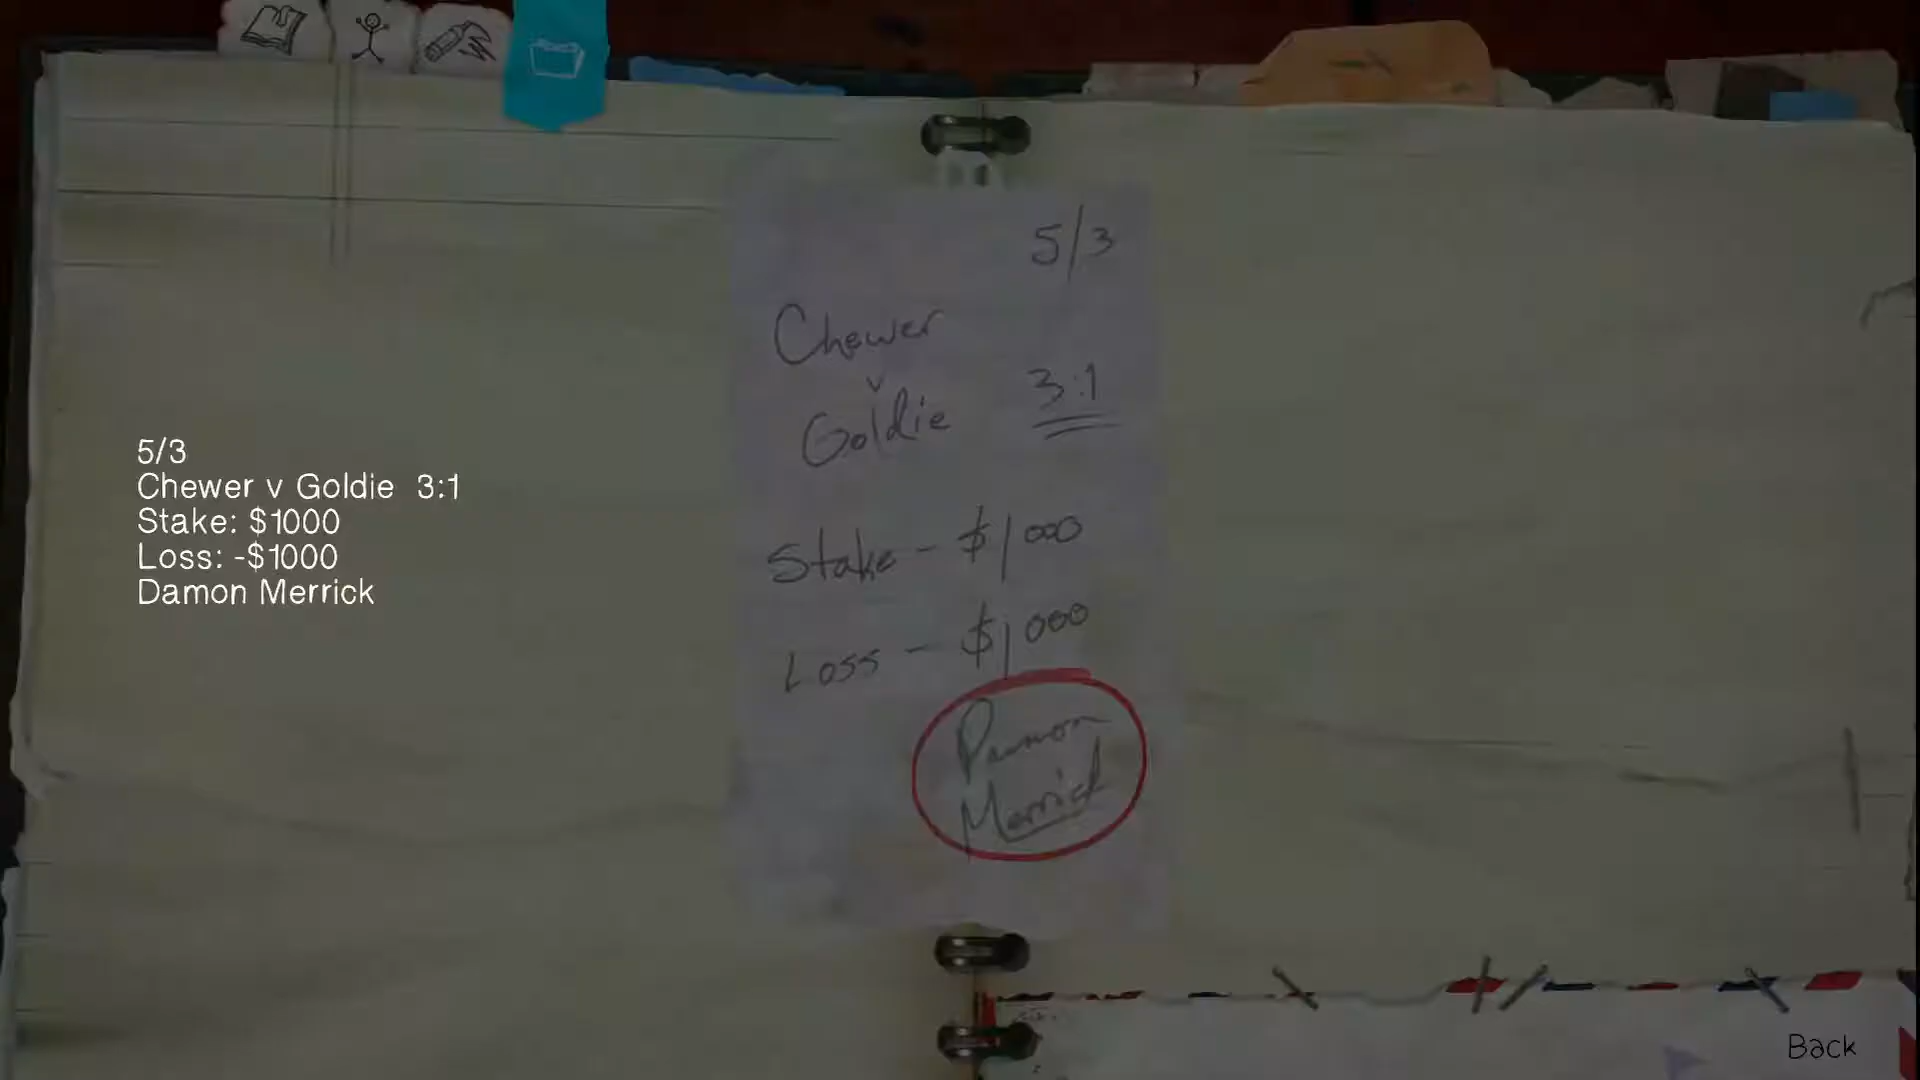 5/3
Chewer v Goldie 3:1
Stake: $1000
Loss: -$1000
Damon Merrick
5/3
Chewer
v
Goldie 3:1
Stake - $1000
Loss - $1000
Damon
Merrick
Back